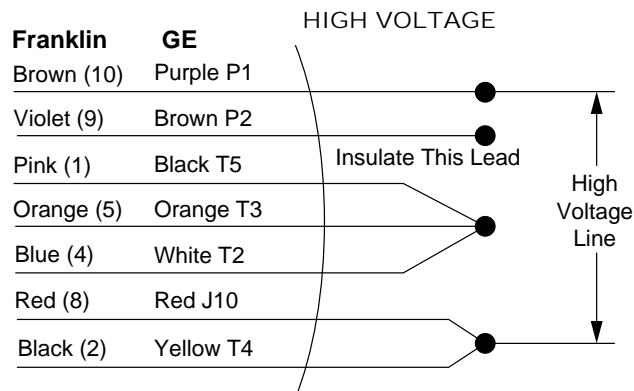 HIGH VOLTAGE
Franklin GE
Brown (10) Purple P1
Violet (9) Brown P2
Insulate This Lead
Pink (1) Black T5
Orange (5) Orange T3
Blue (4) White T2
Red (8) Red J10
Black (2) Yellow T4
High
Voltage
Line